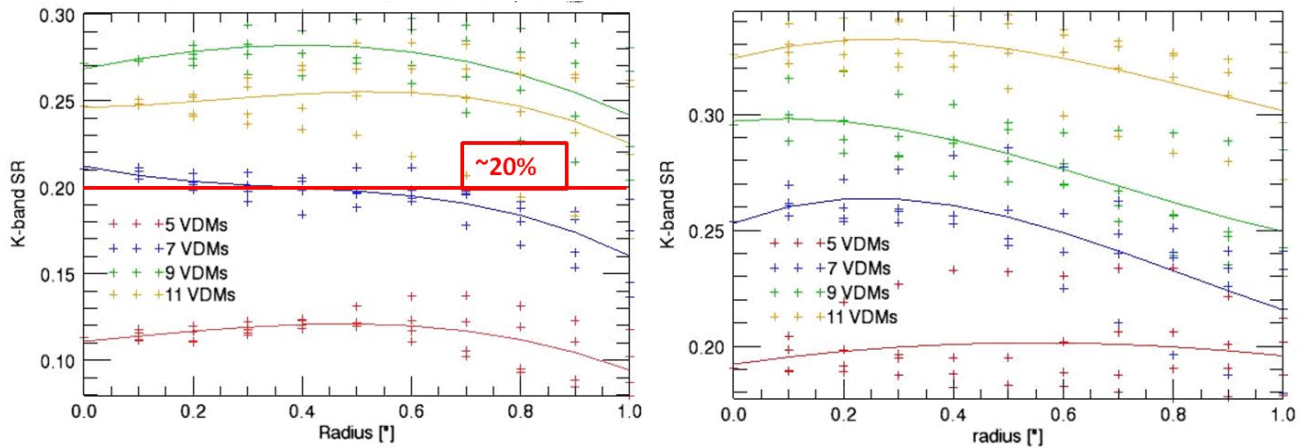 0.30
0.25
0.20
0.15
0.10
K-band SR
~20%
5 VDMs
7 VDMs
9 VDMs
11 VDMs
0.0 0.2 0.4 0.6 0.8 1.0
Radius ["]
0.30
0.25
0.20
K-band SR
5 VDMs
7 VDMs
9 VDMs
11 VDMs
0.0 0.2 0.4 0.6 0.8 1.0
radius ["]